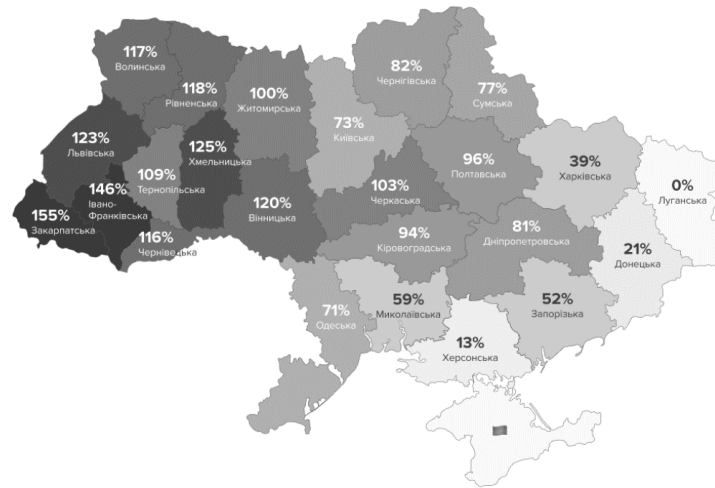 117%
Волинська
118%
Рівненська
100%
Житомирська
73%
Київська
82%
Чернігівська
77%
Сумська
123%
Львівська
109%
Тернопільська
125%
Хмельницька
120%
Вінницька
103%
Черкаська
96%
Полтавська
39%
Харківська
0%
Луганська
155%
Закарпатська
146%
Івано-
Франківська
116%
Чернівецька
94%
Кіровоградська
81%
Дніпропетровська
21%
Донецька
71%
Одеська
59%
Миколаївська
52%
Запорізька
13%
Херсонська